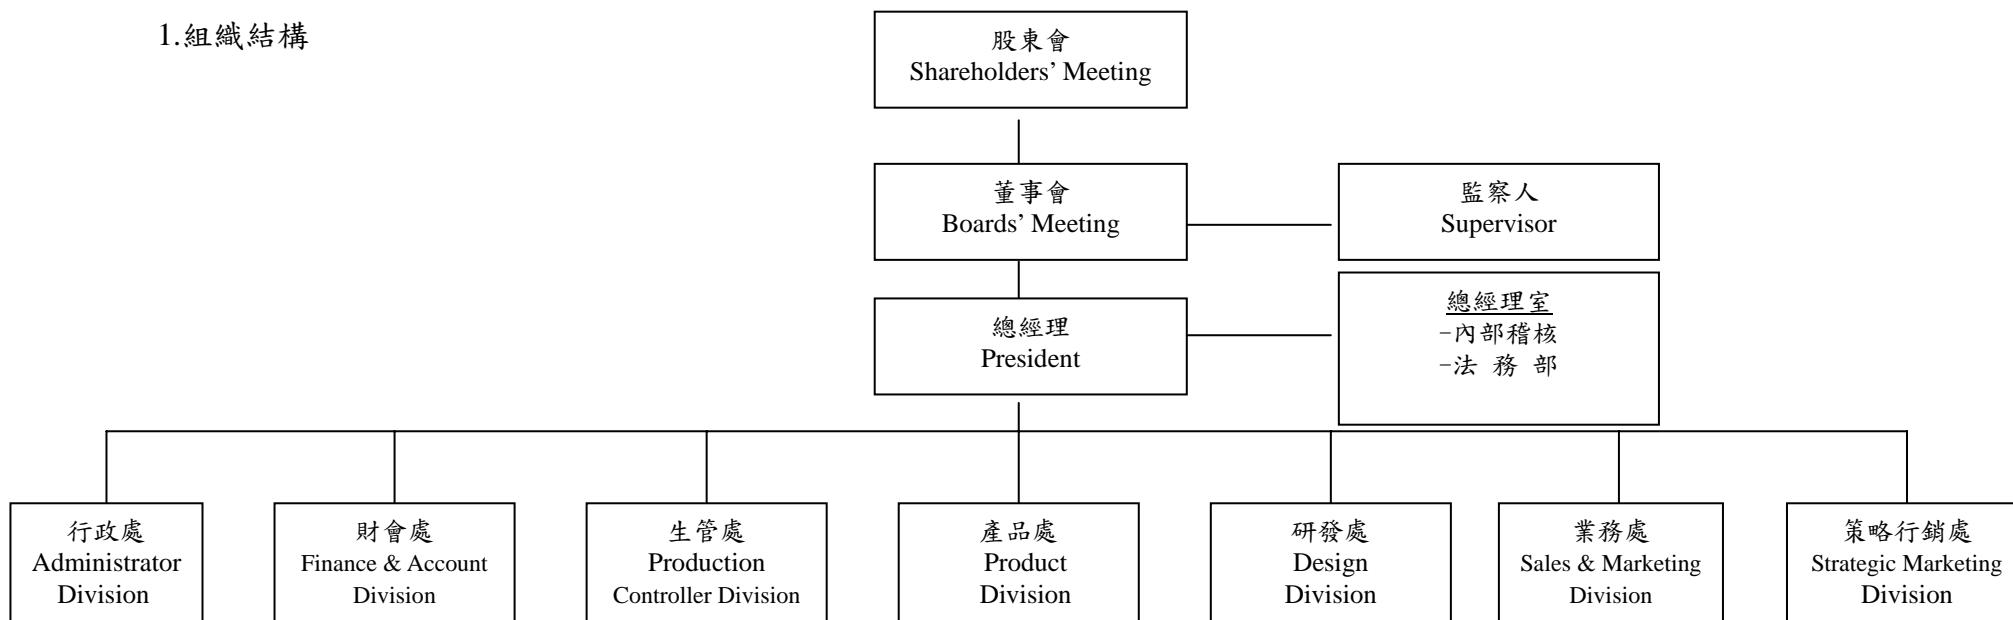 1.組織結構
股東會
Shareholders’ Meeting
董事會
Boards’ Meeting
監察人
Supervisor
總經理
President
總經理室
-內部稽核
-法 務 部
行政處
Administrator
Division
財會處
Finance & Account
Division
生管處
Production
Controller Division
產品處
Product
Division
研發處
Design
Division
業務處
Sales & Marketing
Division
策略行銷處
Strategic Marketing
Division